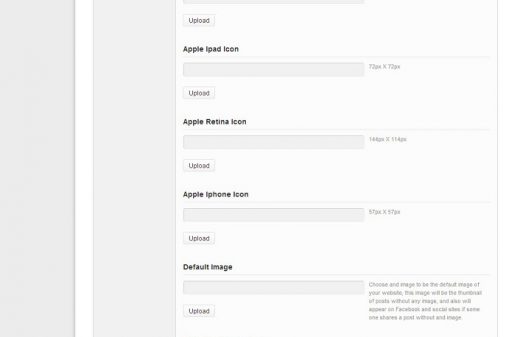 Upload
Apple Ipad Icon
72px X 72px
Upload
Apple Retina Icon
144px X 114px
Upload
Apple Iphone Icon
57px X 57px
Upload
Default Image
Choose and image to be the default image of
your website, this image will be the thumbnail
of posts without any image, and also will
appear on Facebook and social sites if some
one shares a post without and image.
Upload